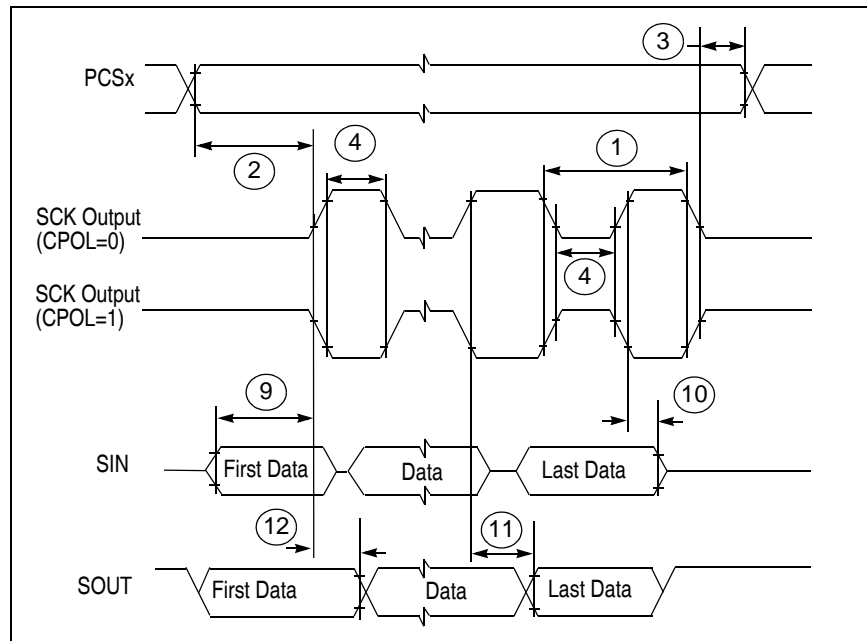 3
PCSx
2
4
1
SCK Output
(CPOL=0)
4
SCK Output
(CPOL=1)
9
10
SIN
First Data
Data
Last Data
12
11
SOUT
First Data
Data
Last Data